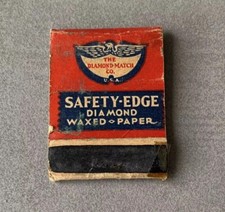 THE
DIAMOND MATCH
CO.
U.S.A.
SAFETY-EDGE
DIAMOND
WAXED PAPER